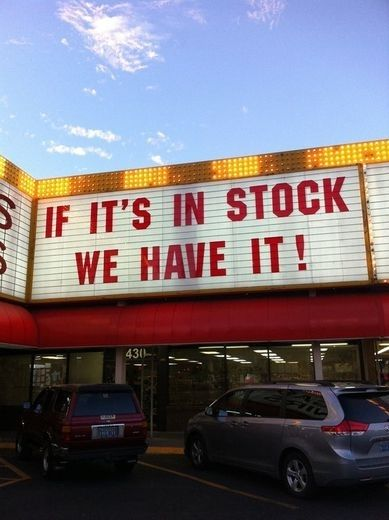 IF IT'S IN STOCK
WE HAVE IT!
430